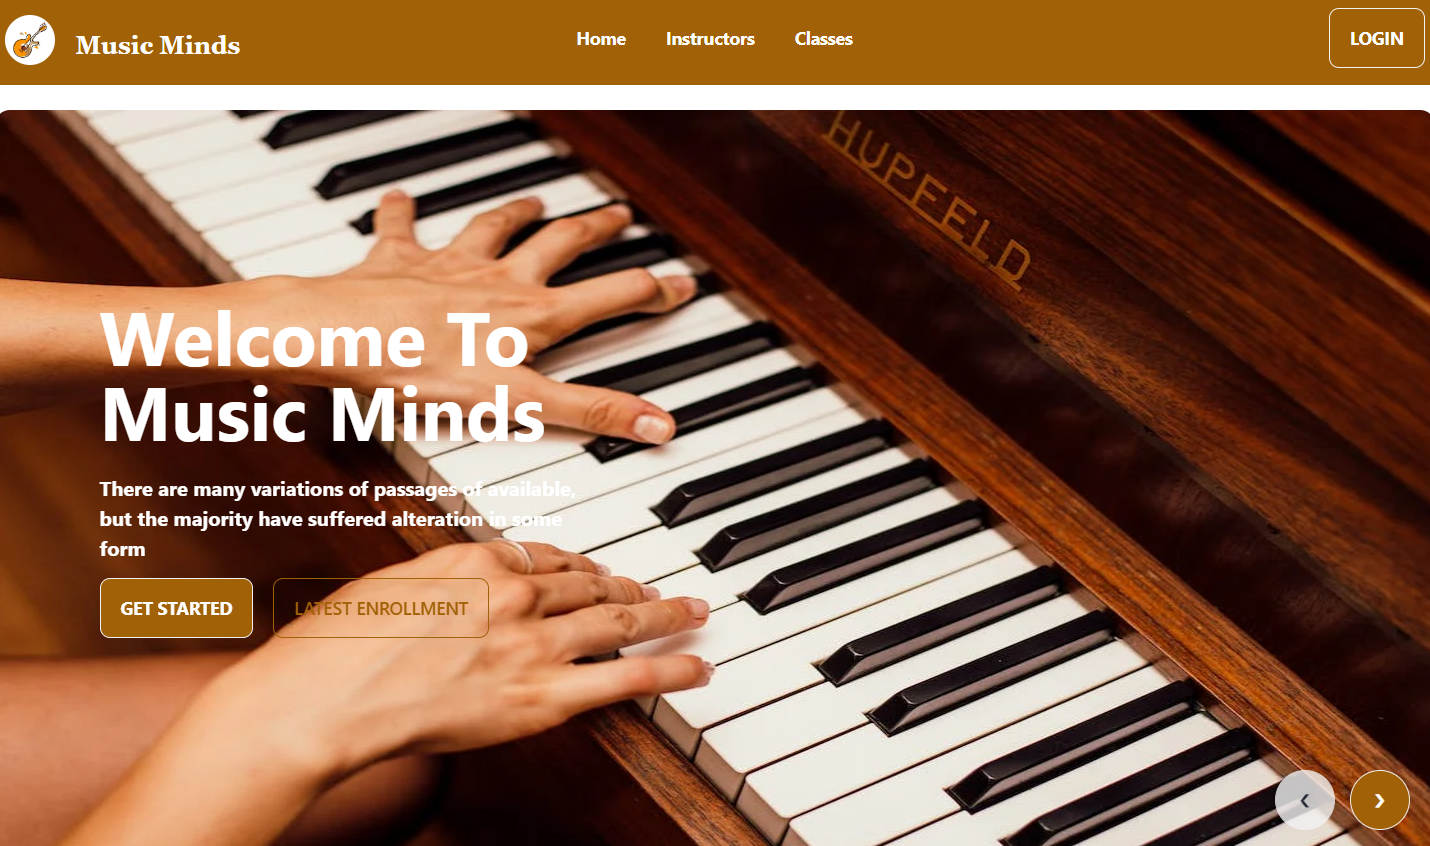 Music Minds
Home Instructors Classes
LOGIN
HUPFELD
Welcome To
Music Minds
There are many variations of passages of available,
but the majority have suffered alteration in some
form
GET STARTED
LATEST ENROLLMENT